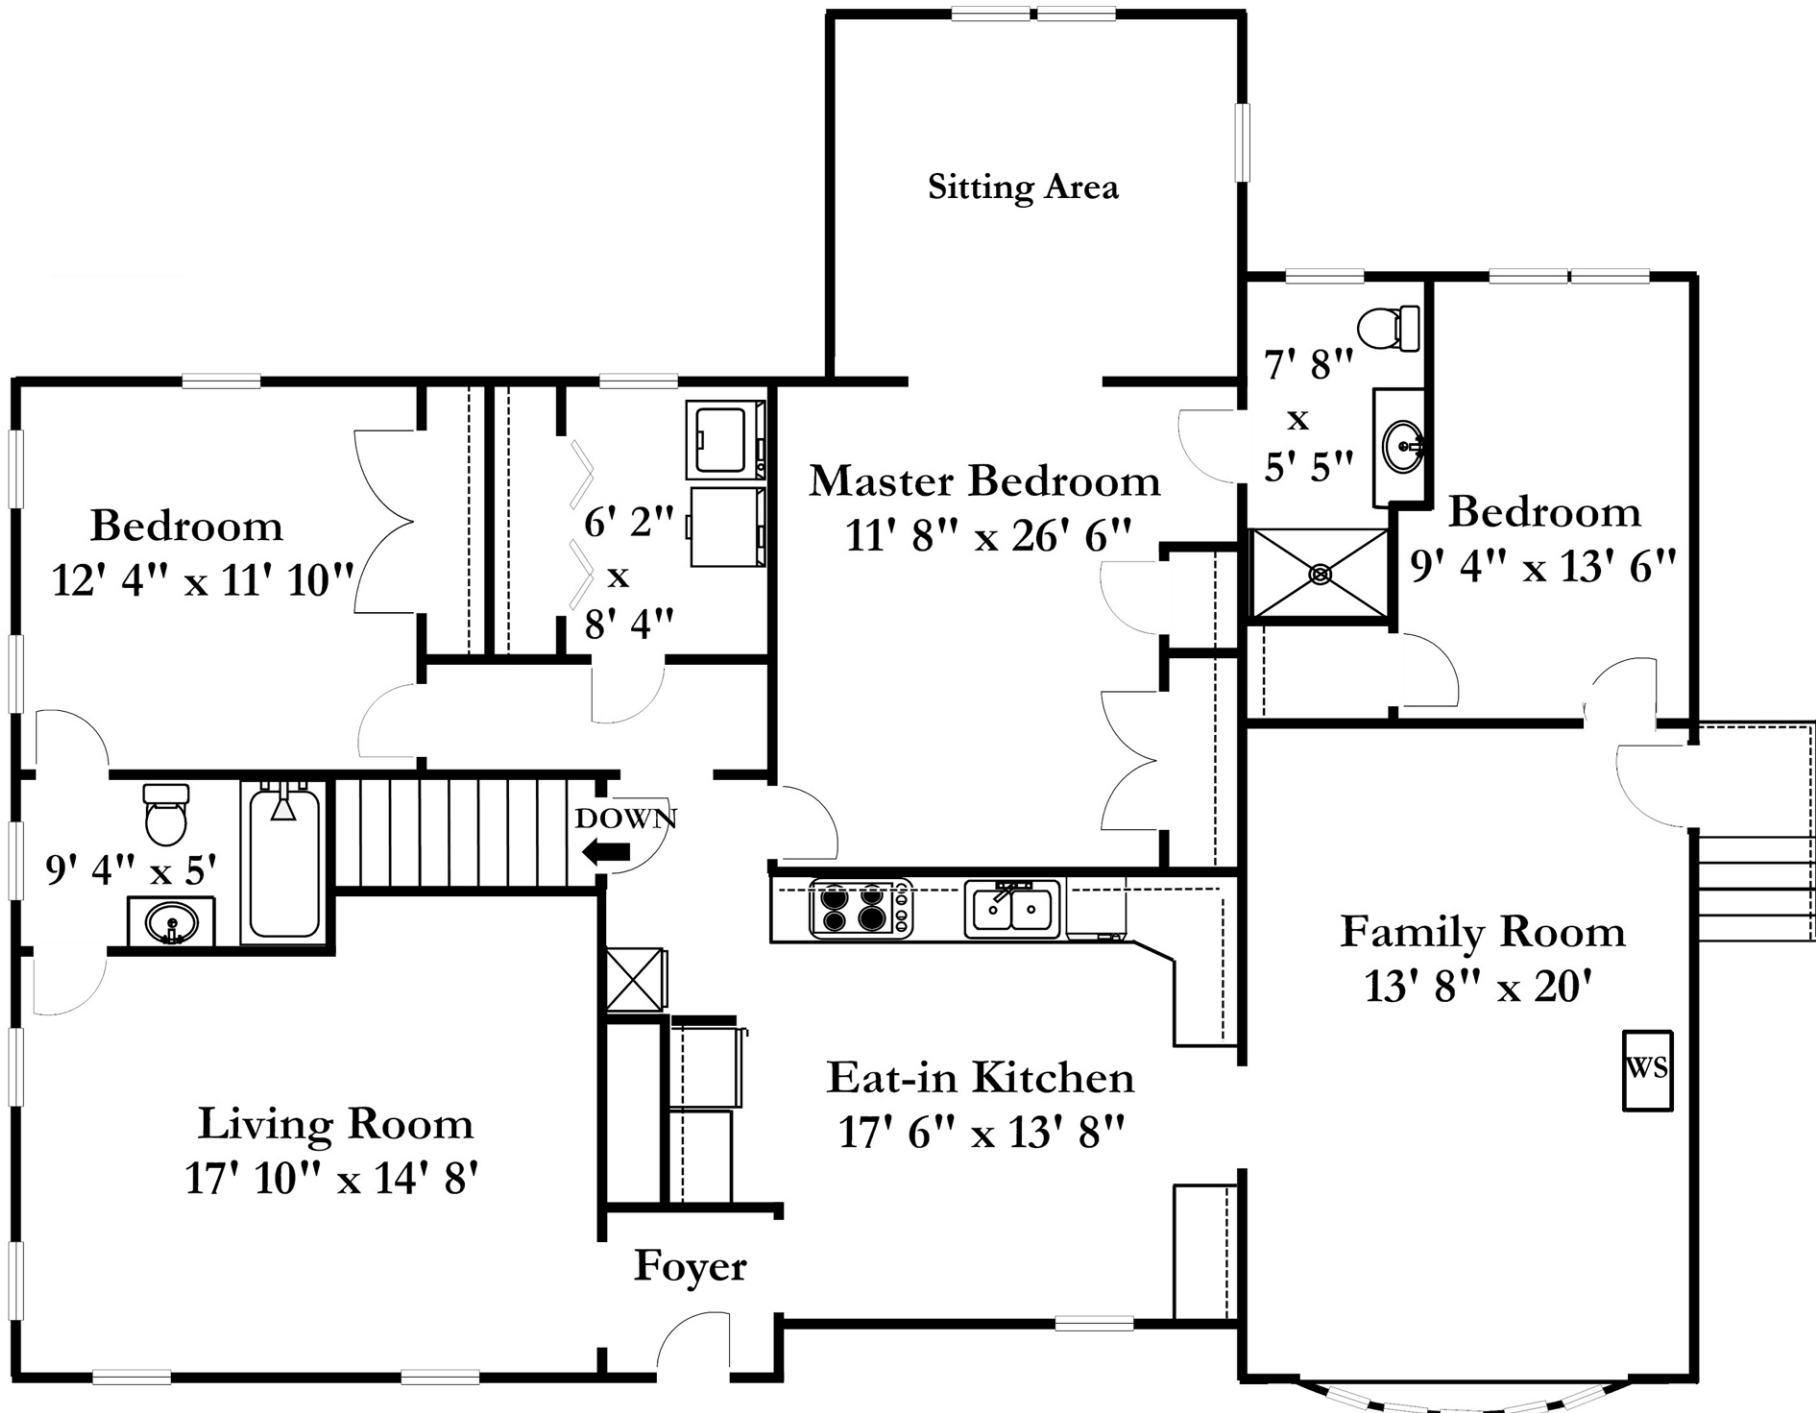 Sitting Area
7' 8"
x
5' 5"
Master Bedroom
11' 8" x 26' 6"
Bedroom
12' 4" x 11' 10"
6' 2"
x
8' 4"
Bedroom
9' 4" x 13' 6"
DOWN
9' 4" x 5'
Family Room
13' 8" x 20'
WS
Eat-in Kitchen
17' 6" x 13' 8"
Living Room
17' 10" x 14' 8'
Foyer